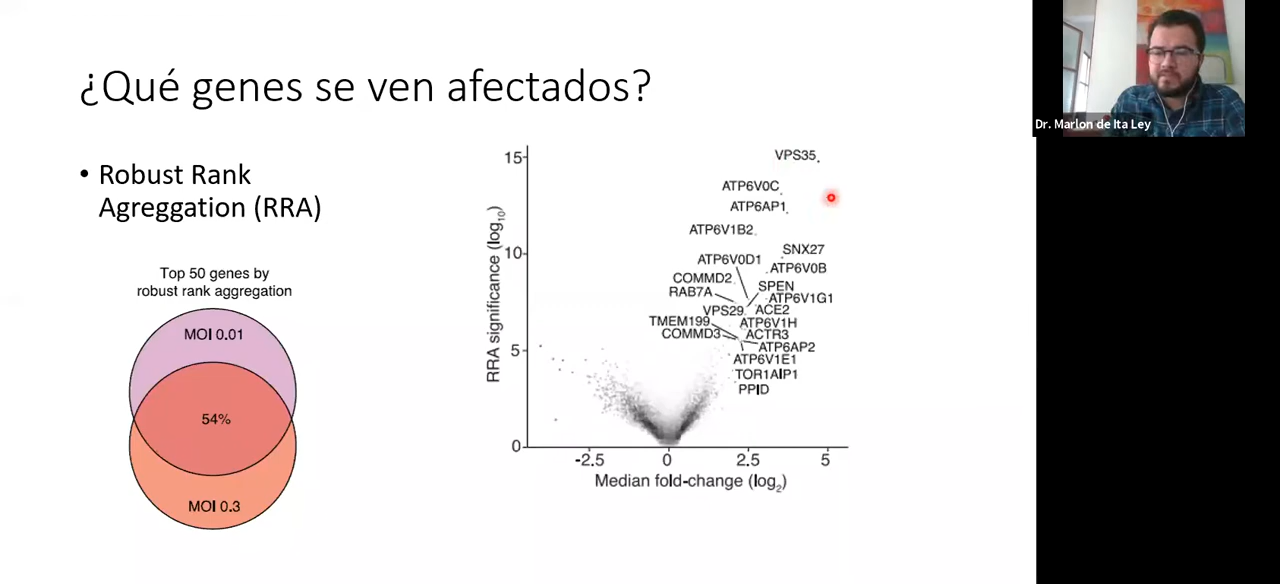 ¿Qué genes se ven afectados?
• Robust Rank
Agreggation (RRA)
Top 50 genes by
robust rank aggregation
MOI 0.01
54%
MOI 0.3
RRA significance (log10)
15
10
5
0
-2.5
0
2.5
5
Median fold-change (log2)
VPS35
ATP6V0C
ATP6AP1
ATP6V1B2
SNX27
ATP6V0D1
ATP6V0B
COMMD2
SPEN
RAB7A
ATP6V1G1
VPS29
ACE2
TMEM199
ATP6V1H
COMMD3
ACTR3
ATP6AP2
ATP6V1E1
TOR1AIP1
PPID
Dr. Marlon de Ita Ley